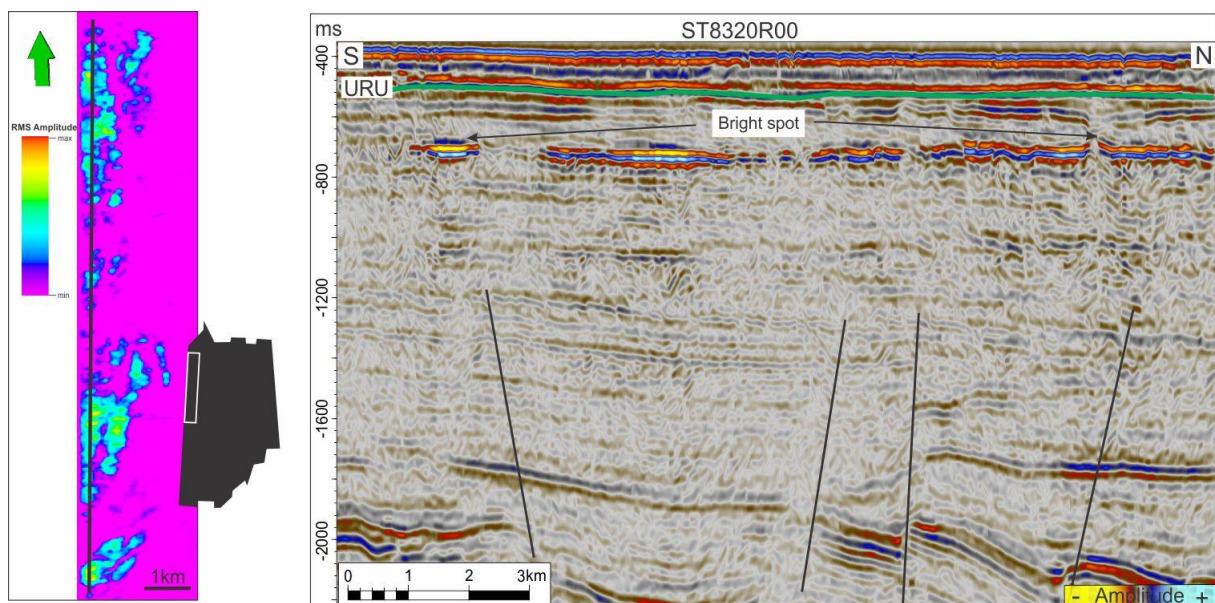 RMS Amplitude
max
min
1km
ms
ST8320R00
S
N
-400
URU
Bright spot
-800
-1200
-1600
-2000
0 1 2 3km
- Amplitude +